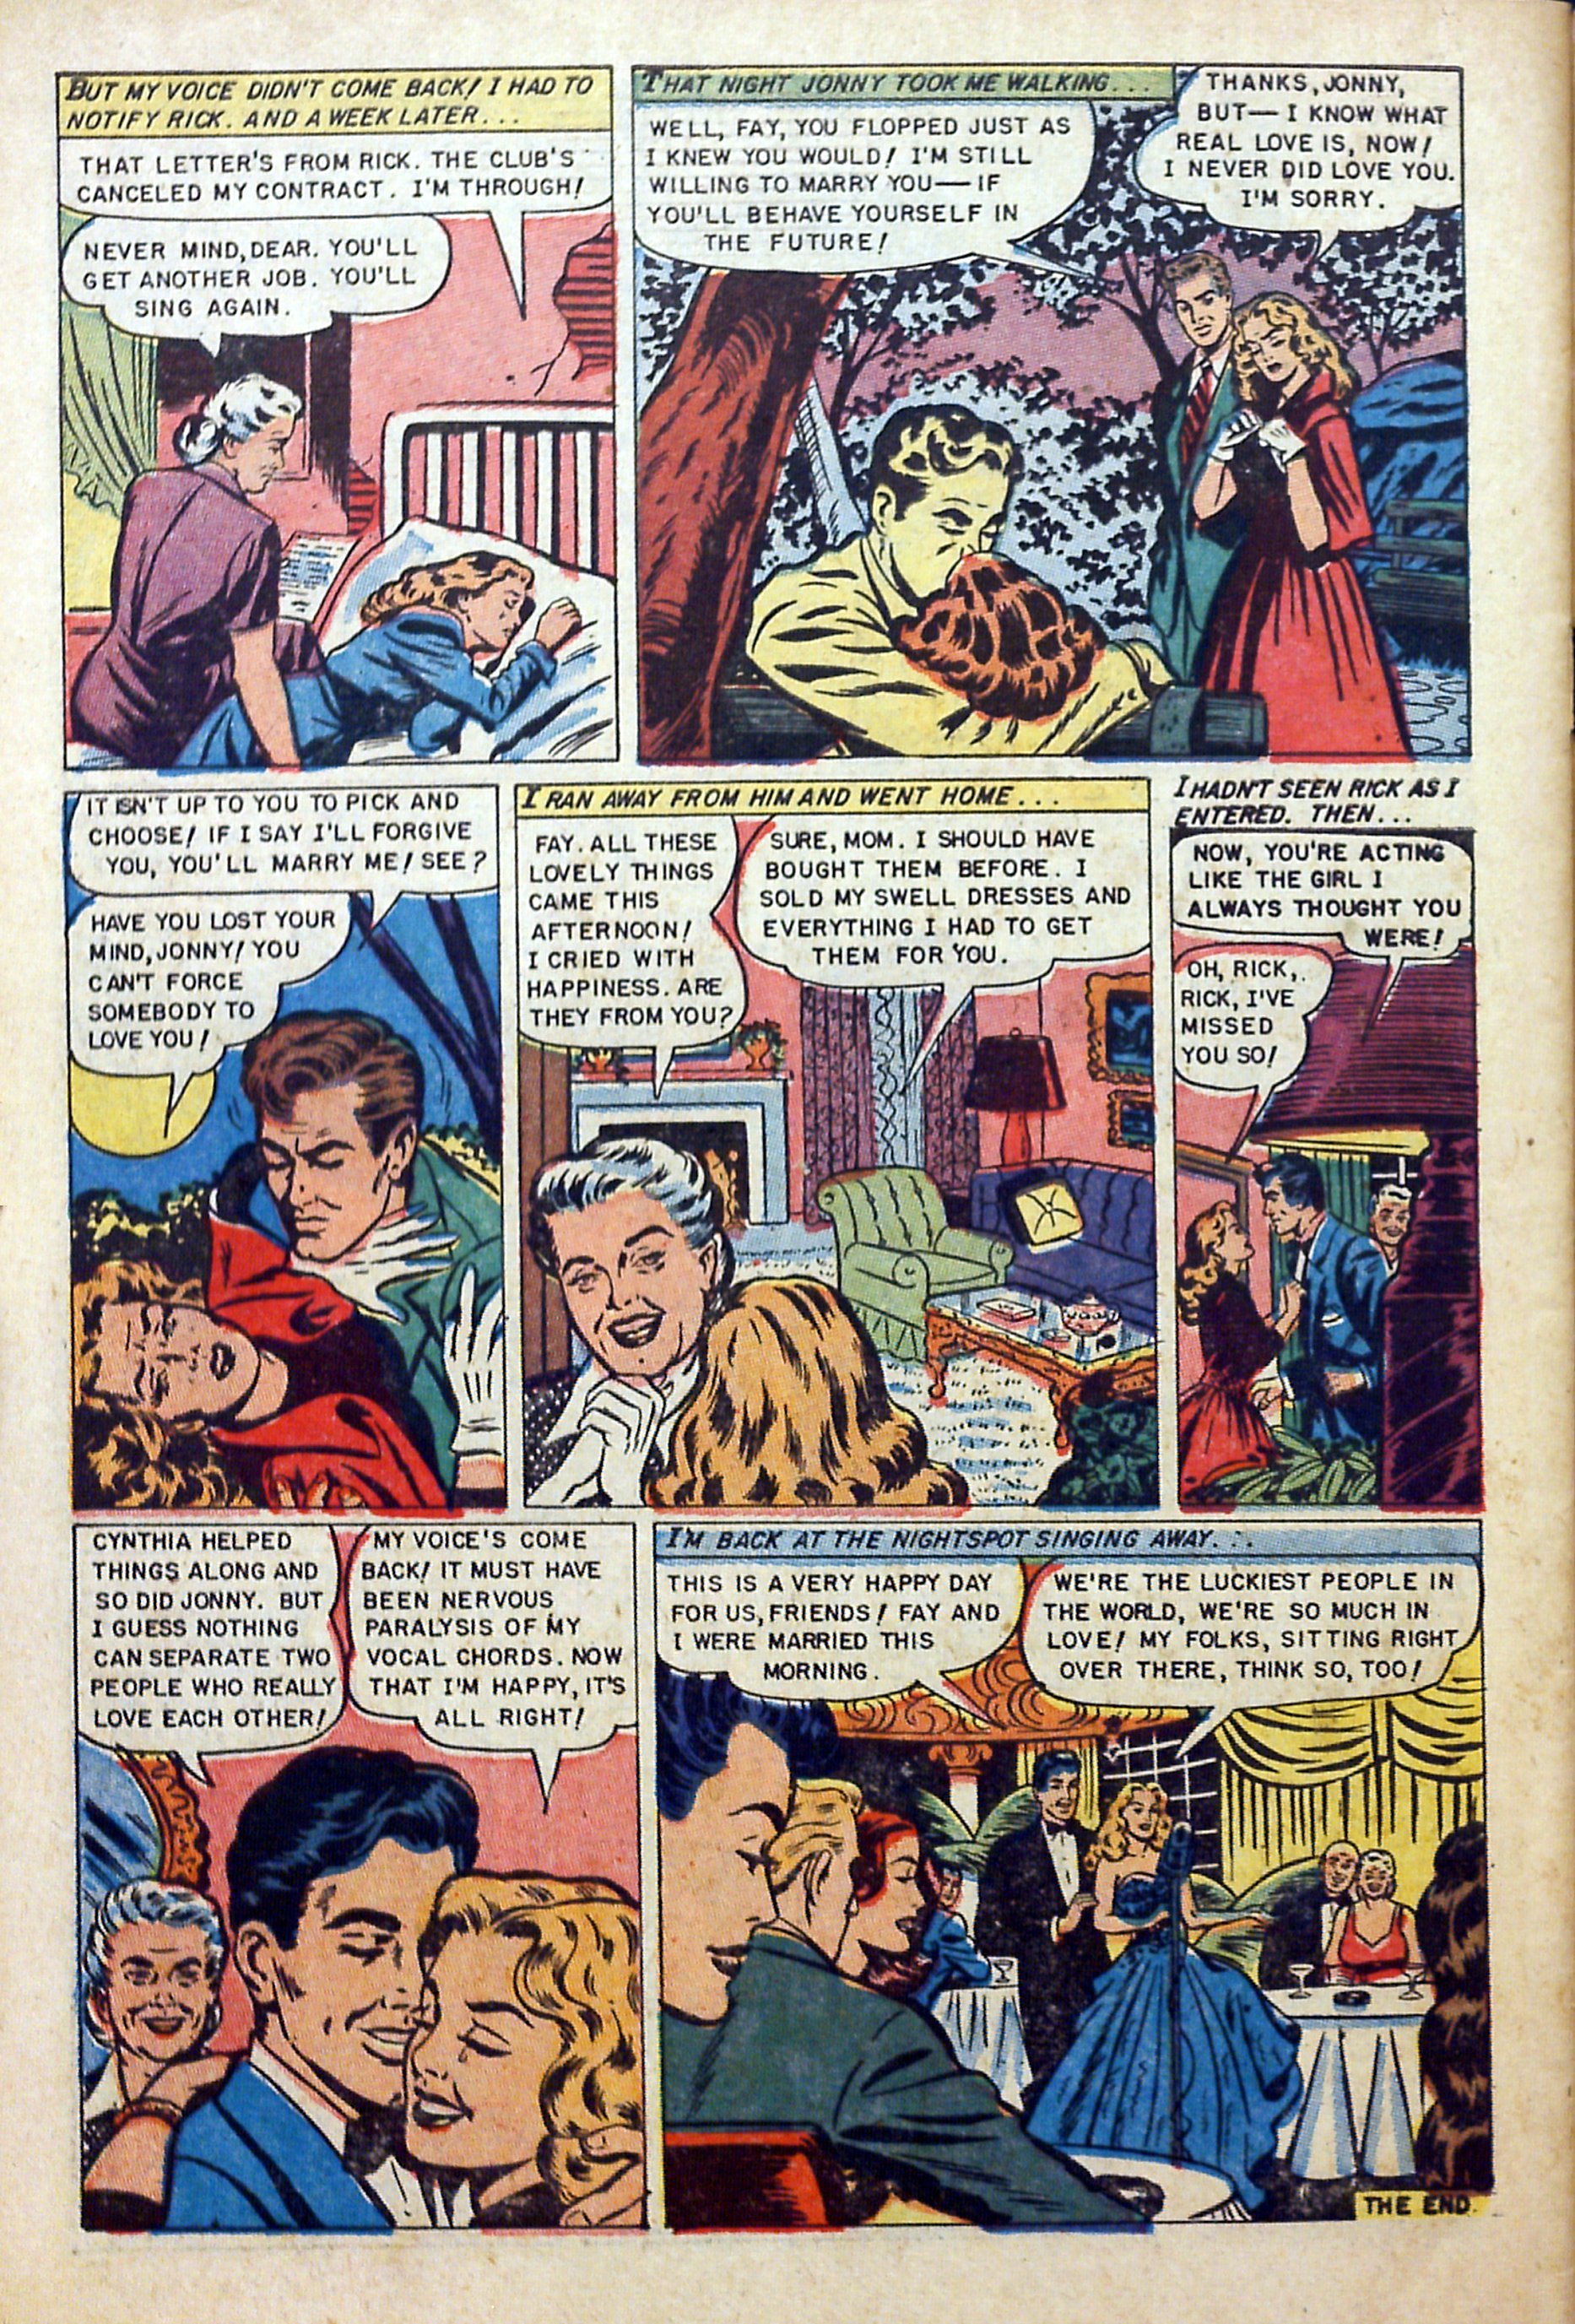 BUT MY VOICE DIDN'T COME BACK! I HAD TO
NOTIFY RICK. AND A WEEK LATER...
THAT LETTER'S FROM RICK. THE CLUB'S
CANCELED MY CONTRACT. I'M THROUGH!
NEVER MIND, DEAR. YOU'LL
GET ANOTHER JOB. YOU'LL
SING AGAIN.
THAT NIGHT JONNY TOOK ME WALKING...
WELL, FAY, YOU FLOPPED JUST AS
I KNEW YOU WOULD! I'M STILL
WILLING TO MARRY YOU—IF
YOU'LL BEHAVE YOURSELF IN
THE FUTURE!
THANKS, JONNY,
BUT—I KNOW WHAT
REAL LOVE IS, NOW!
I NEVER DID LOVE YOU.
I'M SORRY.
IT ISN'T UP TO YOU TO PICK AND
CHOOSE! IF I SAY I'LL FORGIVE
YOU, YOU'LL MARRY ME! SEE?
HAVE YOU LOST YOUR
MIND, JONNY! YOU
CAN'T FORCE
SOMEBODY TO
LOVE YOU!
I RAN AWAY FROM HIM AND WENT HOME...
FAY. ALL THESE
LOVELY THINGS
CAME THIS
AFTERNOON!
I CRIED WITH
HAPPINESS. ARE
THEY FROM YOU?
SURE, MOM. I SHOULD HAVE
BOUGHT THEM BEFORE. I
SOLD MY SWELL DRESSES AND
EVERYTHING I HAD TO GET
THEM FOR YOU.
I HADN'T SEEN RICK AS I
ENTERED. THEN...
NOW, YOU'RE ACTING
LIKE THE GIRL I
ALWAYS THOUGHT YOU
WERE!
OH, RICK,
RICK, I'VE
MISSED
YOU SO!
CYNTHIA HELPED
THINGS ALONG AND
SO DID JONNY. BUT
I GUESS NOTHING
CAN SEPARATE TWO
PEOPLE WHO REALLY
LOVE EACH OTHER!
MY VOICE'S COME
BACK! IT MUST HAVE
BEEN NERVOUS
PARALYSIS OF MY
VOCAL CHORDS. NOW
THAT I'M HAPPY, IT'S
ALL RIGHT!
I'M BACK AT THE NIGHTSPOT SINGING AWAY...
THIS IS A VERY HAPPY DAY
FOR US, FRIENDS! FAY AND
I WERE MARRIED THIS
MORNING.
WE'RE THE LUCKIEST PEOPLE IN
THE WORLD, WE'RE SO MUCH IN
LOVE! MY FOLKS, SITTING RIGHT
OVER THERE, THINK SO, TOO!
THE END.